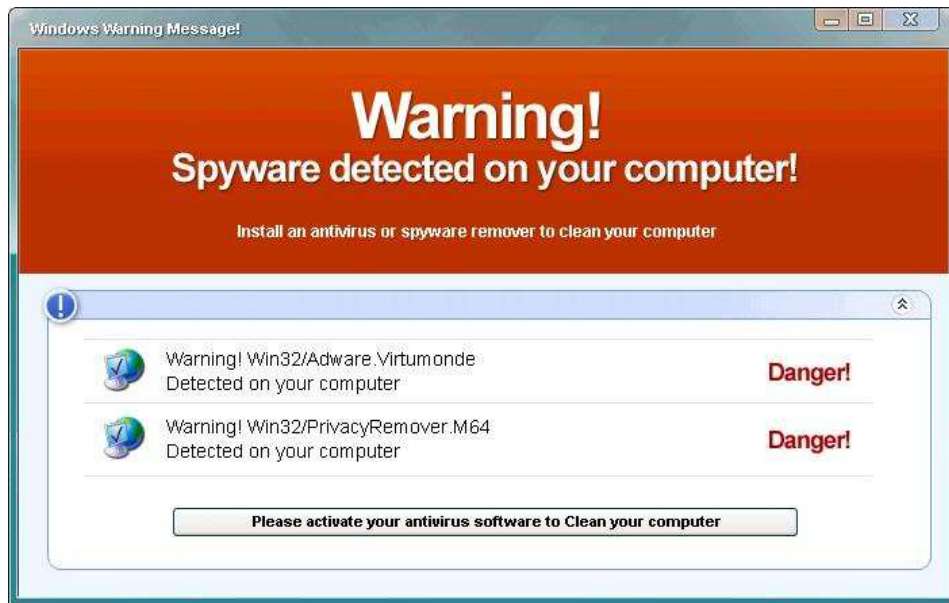 Windows Warning Message!
Warning!
Spyware detected on your computer!
Install an antivirus or spyware remover to clean your computer
Warning! Win32/Adware.Virtumonde
Detected on your computer
Danger!
Warning! Win32/PrivacyRemover.M64
Detected on your computer
Danger!
Please activate your antivirus software to Clean your computer